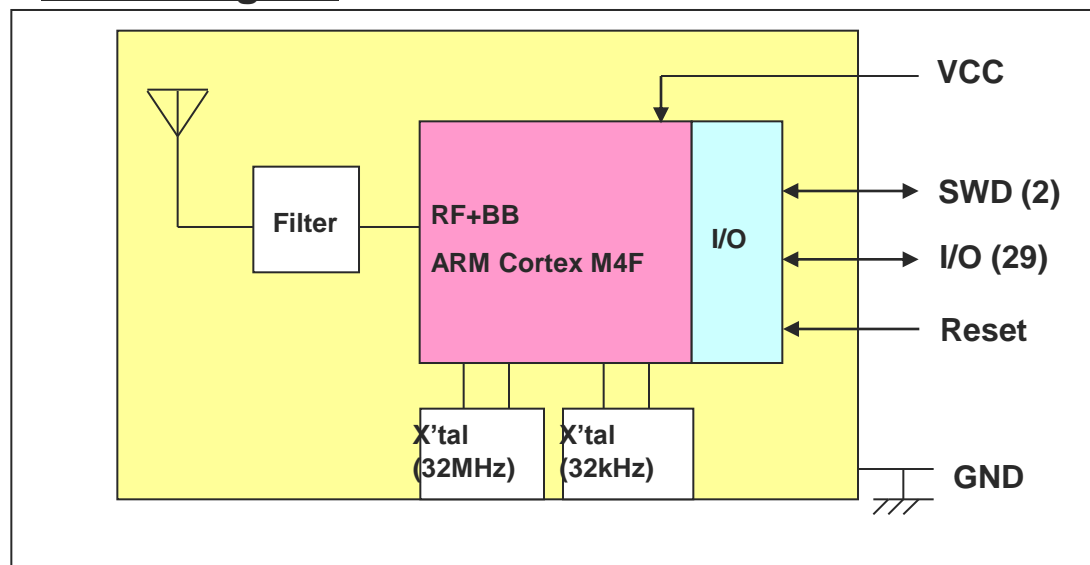 VCC
SWD (2)
Filter
RF+BB
I/O
ARM Cortex M4F
I/O (29)
Reset
X'tal
(32MHz)
X'tal
(32kHz)
GND